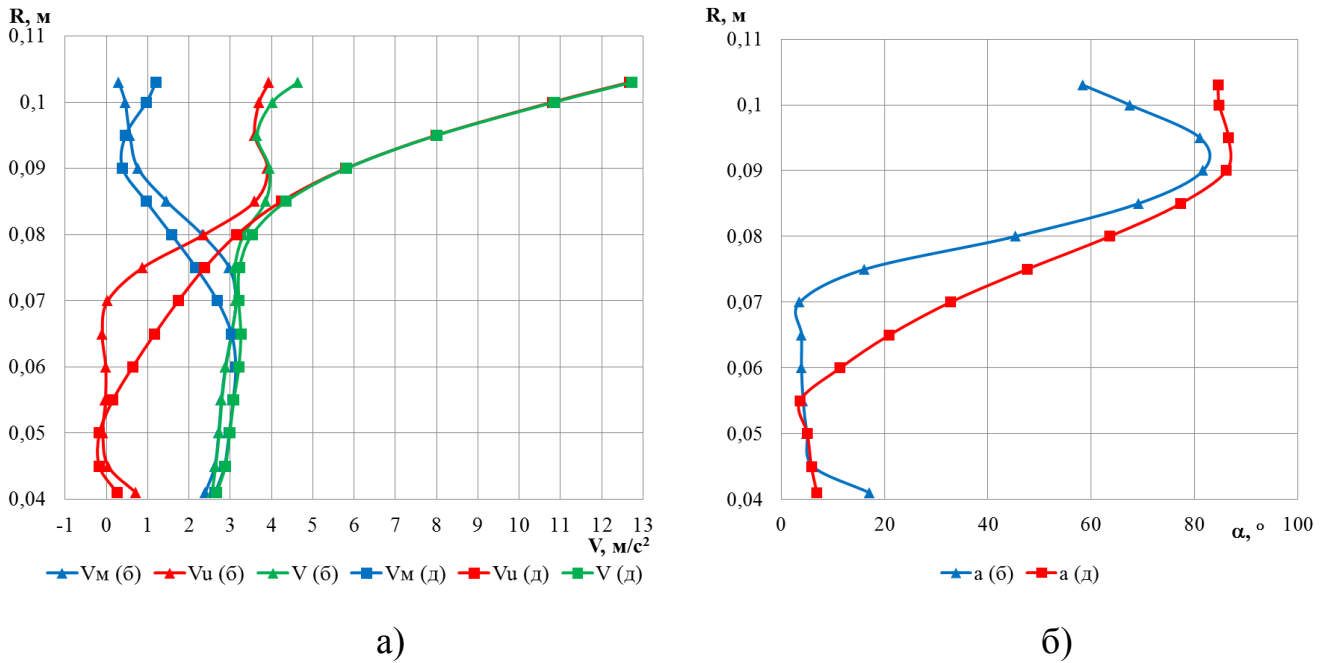 R, м
0,11
0,1
0,09
0,08
0,07
0,06
0,05
0,04
-1 0 1 2 3 4 5 6 7 8 9 10 11 12 13
V, м/с²
Vм (б) Vu (б) V (б) Vм (д) Vu (д) V (д)
а)
R, м
0,11
0,1
0,09
0,08
0,07
0,06
0,05
0,04
0 20 40 60 80 100
α, º
а (б) а (д)
б)